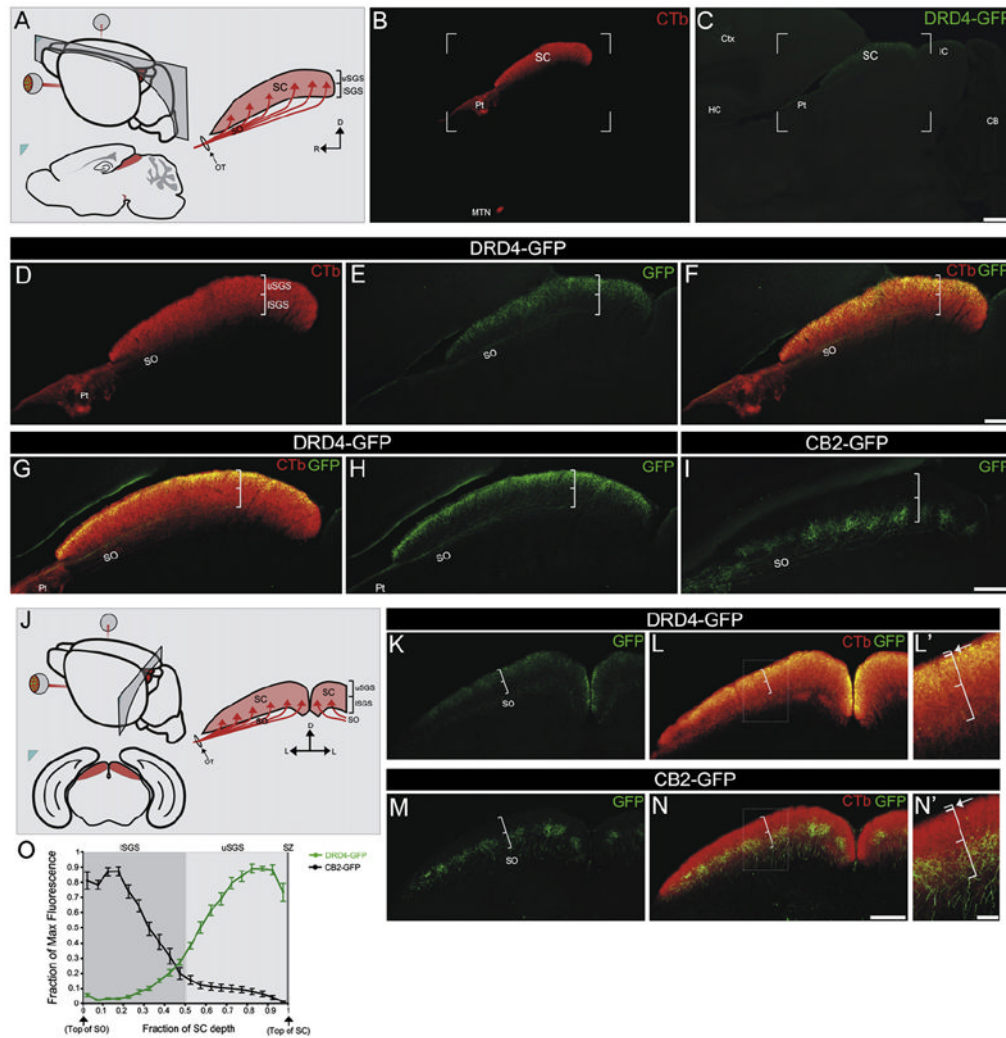 A
uSGS
lSGS
SC
SO
OT
D
R
B
CTb
SC
Pt
MTN
C
DRD4-GFP
Ctx
SC
IC
Pt
HC
CB
DRD4-GFP
D
CTb
uSGS
lSGS
SO
Pt
E
GFP
SO
F
CTb GFP
SO
DRD4-GFP
CB2-GFP
G
CTb GFP
SO
Pt
H
GFP
SO
Pt
I
GFP
SO
J
SC
SC
uSGS
lSGS
SO
SO
D
L
L
OT
DRD4-GFP
K
GFP
SO
L
CTb GFP
L'
CB2-GFP
M
GFP
SO
N
CTb GFP
N'
O
lSGS
uSGS
SZ
DRD4-GFP
CB2-GFP
Fraction of Max Fluorescence
1
0.9
0.8
0.7
0.6
0.5
0.4
0.3
0.2
0.1
0
0 0.1 0.2 0.3 0.4 0.5 0.6 0.7 0.8 0.9 1
(Top of SO)
Fraction of SC depth
(Top of SC)